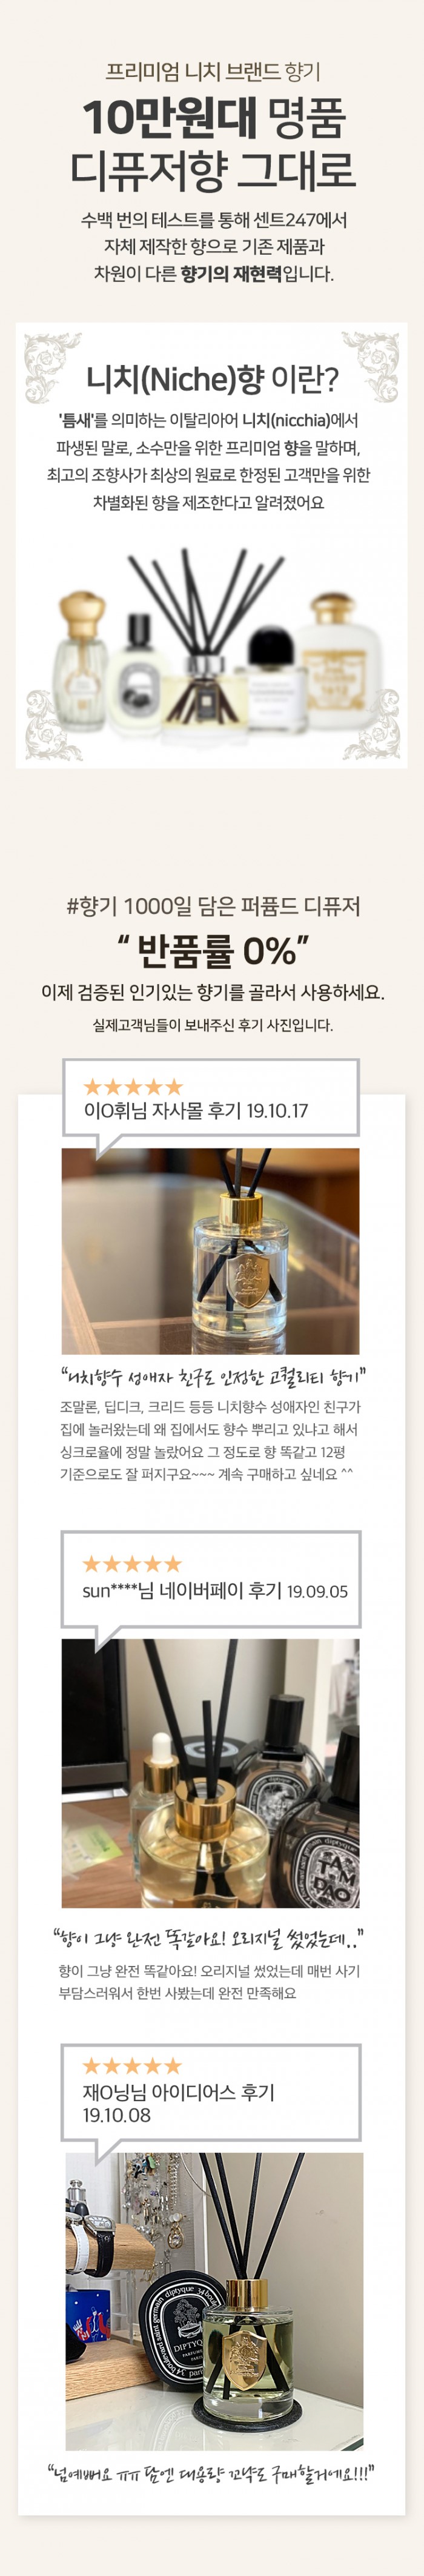 프리미엄 니치 브랜드 향기
10만원대 명품
디퓨저향 그대로
수백 번의 테스트를 통해 센트247에서
자체 제작한 향으로 기존 제품과
차원이 다른 향기의 재현력입니다.
니치(Niche)향 이란?
'틈새'를 의미하는 이탈리아어 니치(nicchia)에서
파생된 말로, 소수만을 위한 프리미엄 향을 말하며,
최고의 조향사가 최상의 원료로 한정된 고객만을 위한
차별화된 향을 제조한다고 알려졌어요
#향기 1000일 담은 퍼퓸드 디퓨저
“ 반품률 0%”
이제 검증된 인기있는 향기를 골라서 사용하세요.
실제고객님들이 보내주신 후기 사진입니다.
이O휘님 자사몰 후기 19.10.17
“니치향수 성애자 친구도 인정한 고퀄리티 향기”
조말론, 딥디크, 크리드 등등 니치향수 성애자인 친구가
집에 놀러왔는데 왜 집에서도 향수 뿌리고 있냐고 해서
싱크로율에 정말 놀랐어요 그 정도로 향 똑같고 12평
기준으로도 잘 퍼지구요~~~ 계속 구매하고 싶네요 ^^
sun****님 네이버페이 후기 19.09.05
diptyque
TAM
DAO
“향이 그냥 완전 똑같아요! 오리지널 썼었는데..”
향이 그냥 완전 똑같아요! 오리지널 썼었는데 매번 사기
부담스러워서 한번 사봤는데 완전 만족해요
재O닝님 아이디어스 후기
19.10.08
diptyque 34 boulevard saint germain
DIPTYQ
“넘예뻐요 ㅠㅠ 담엔 대용량 꼬냑도 구매할거에요!!!”